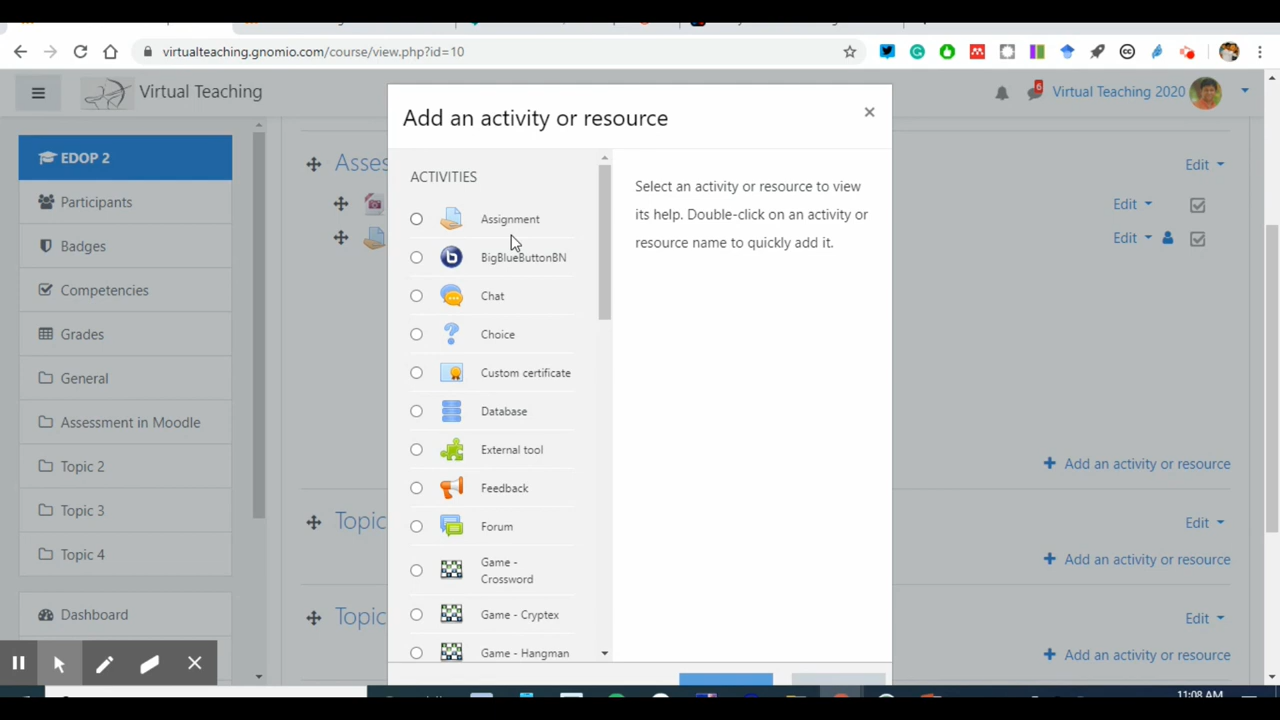 virtualteaching.gnomio.com/course/view.php?id=10
Virtual Teaching
6
Virtual Teaching 2020
Add an activity or resource
×
EDOP 2
Participants
Badges
Competencies
Grades
General
Assessment in Moodle
Topic 2
Topic 3
Topic 4
Dashboard
ACTIVITIES
Assignment
BigBlueButtonBN
Chat
Choice
Custom certificate
Database
External tool
Feedback
Forum
Game -
Crossword
Game - Cryptex
Game - Hangman
Select an activity or resource to view
its help. Double-click on an activity or
resource name to quickly add it.
Edit
Edit
Edit
+ Add an activity or resource
Topic
Edit
+ Add an activity or resource
Topic
Edit
+ Add an activity or resource
11:08 AM